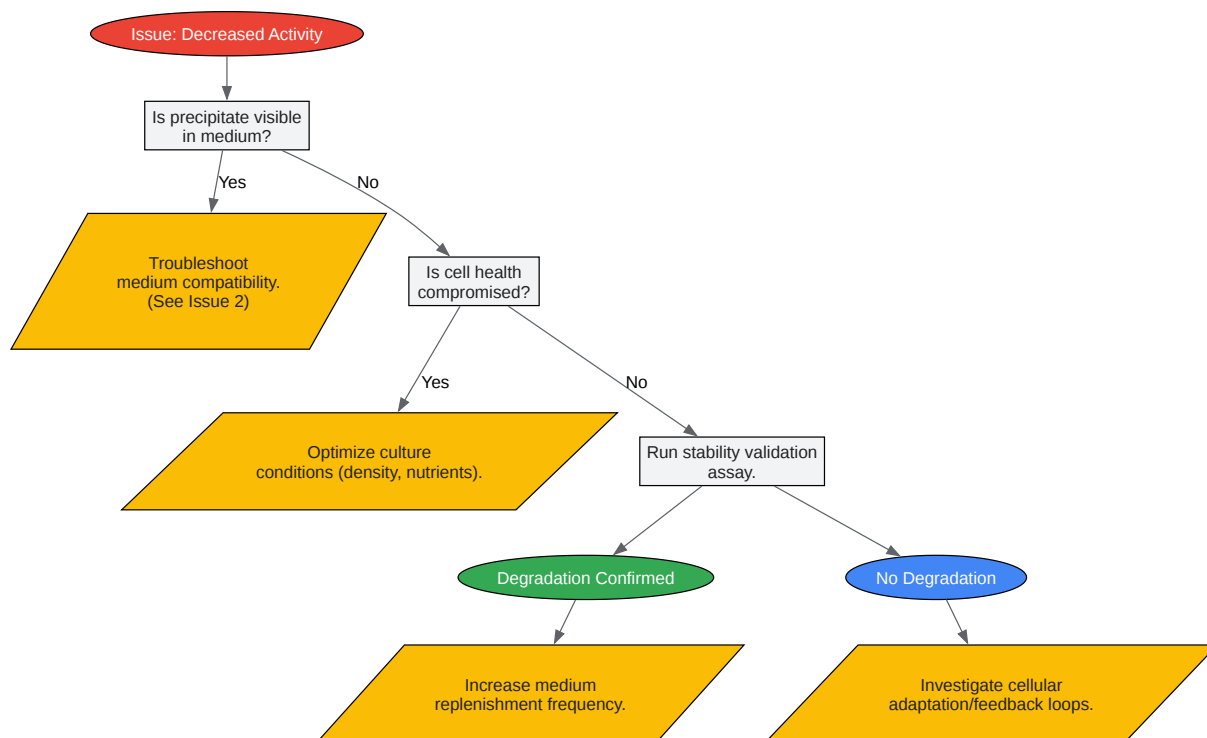 Issue: Decreased Activity
Is precipitate visible
in medium?
Yes
No
Troubleshoot
medium compatibility.
(See Issue 2)
Is cell health
compromised?
Yes
No
Optimize culture
conditions (density, nutrients).
Run stability validation
assay.
Degradation Confirmed
No Degradation
Increase medium
replenishment frequency.
Investigate cellular
adaptation/feedback loops.